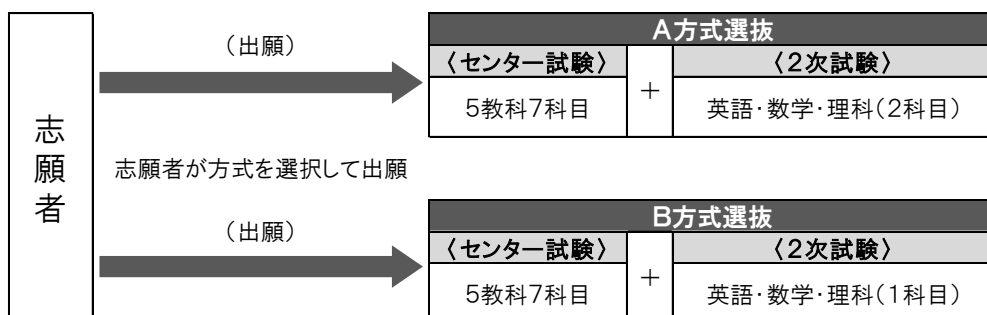 志願者
(出願)
A方式選抜
〈センター試験〉
+
〈2次試験〉
5教科7科目
英語・数学・理科(2科目)
志願者が方式を選択して出願
(出願)
B方式選抜
〈センター試験〉
+
〈2次試験〉
5教科7科目
英語・数学・理科(1科目)